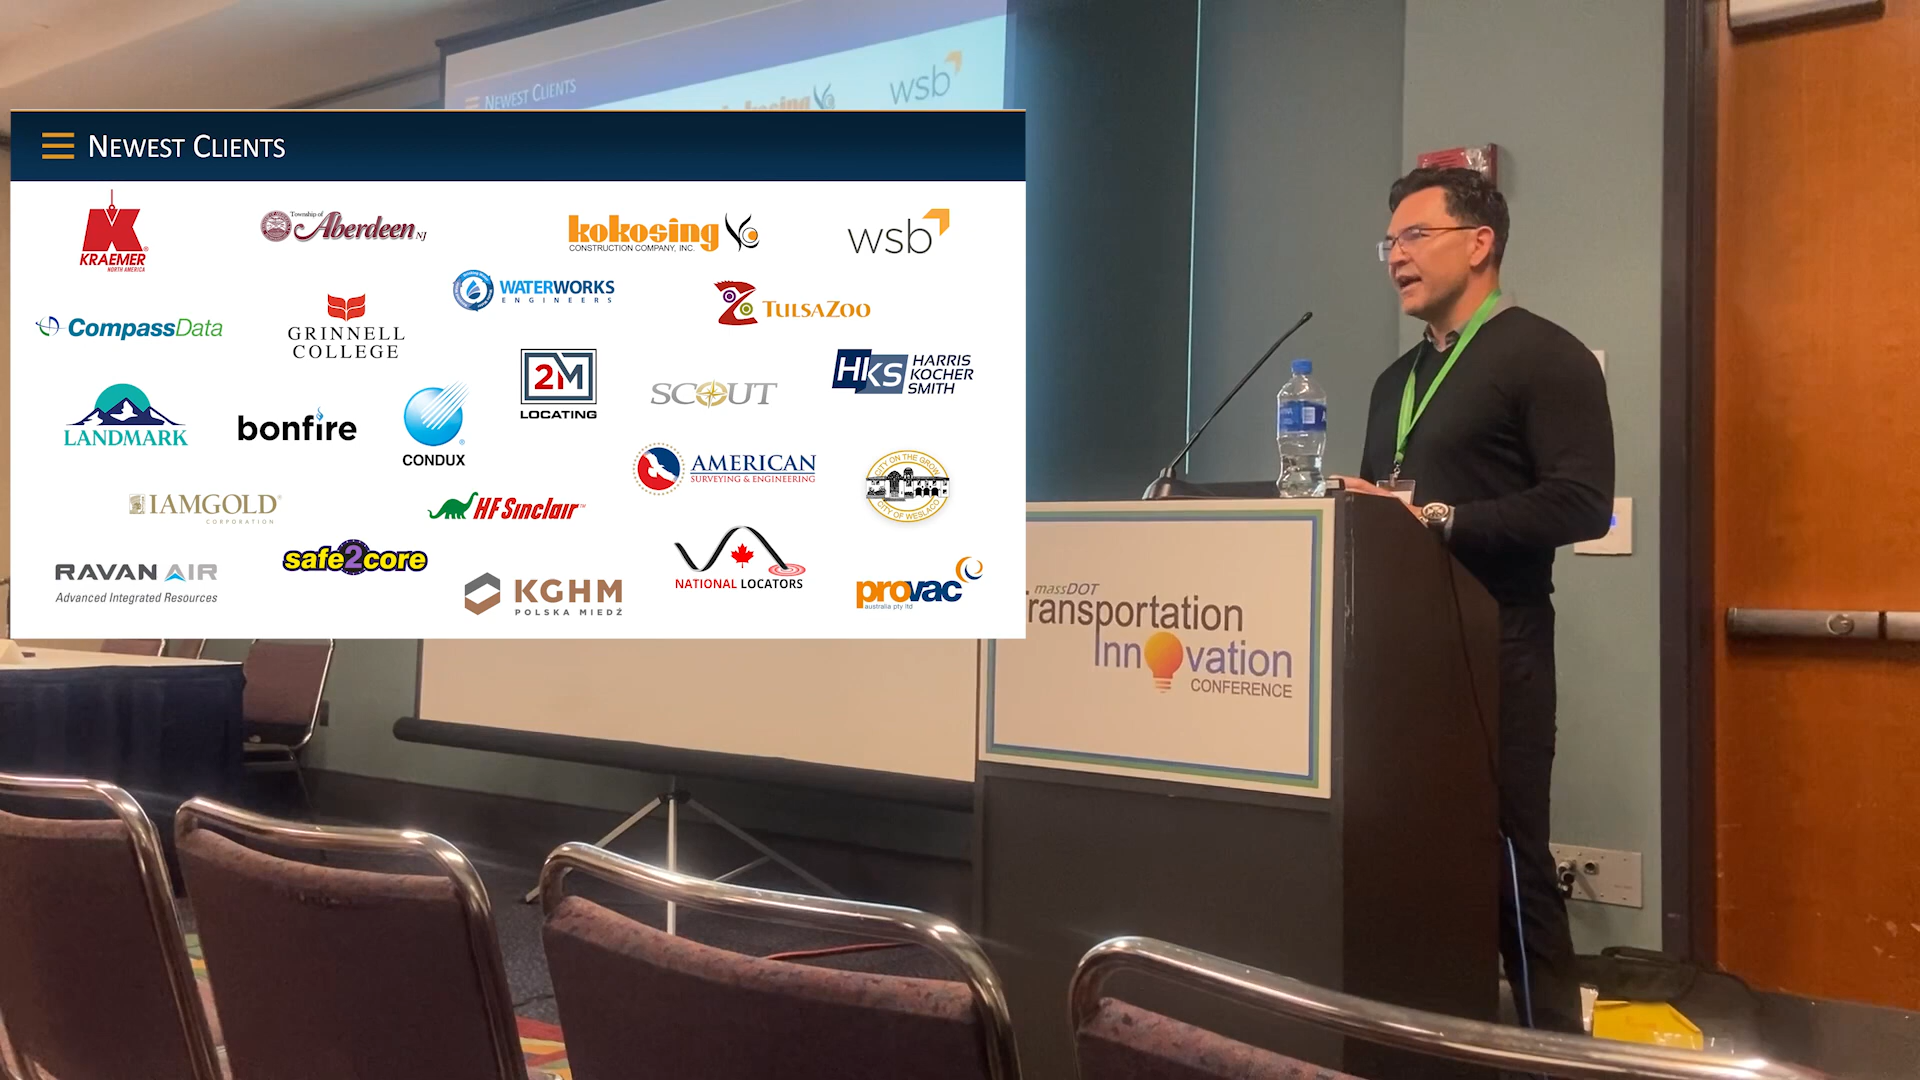 NEWEST CLIENTS
wsb
NEWEST CLIENTS
KRAEMER
NORTH AMERICA
Township of
Aberdeen NJ
kokosing
CONSTRUCTION COMPANY, INC.
wsb
WATERWORKS
ENGINEERS
TULSAZOO
CompassData
GRINNELL
COLLEGE
2M
LOCATING
SCOUT
HKS HARRIS
KOCHER
SMITH
LANDMARK
bonfire
CONDUX
AMERICAN
SURVEYING & ENGINEERING
CITY ON THE GROW
CITY OF WESLACO
IAMGOLD
CORPORATION
HF Sinclair
safe2core
NATIONAL LOCATORS
RAVAN AIR
Advanced Integrated Resources
KGHM
POLSKA MIEDŹ
provac
australia pty ltd
massDOT
ransportation
Innovation
CONFERENCE